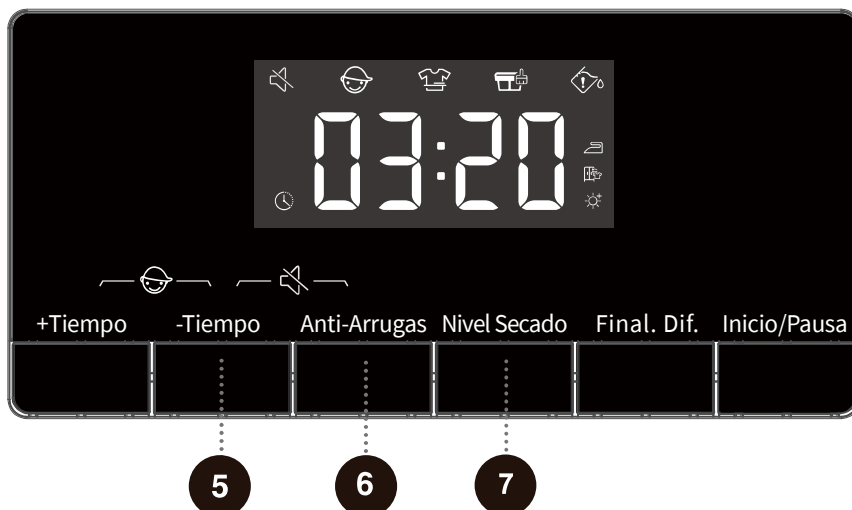 03:20
+Tiempo -Tiempo Anti-Arrugas Nivel Secado Final. Dif. Inicio/Pausa
5 6 7